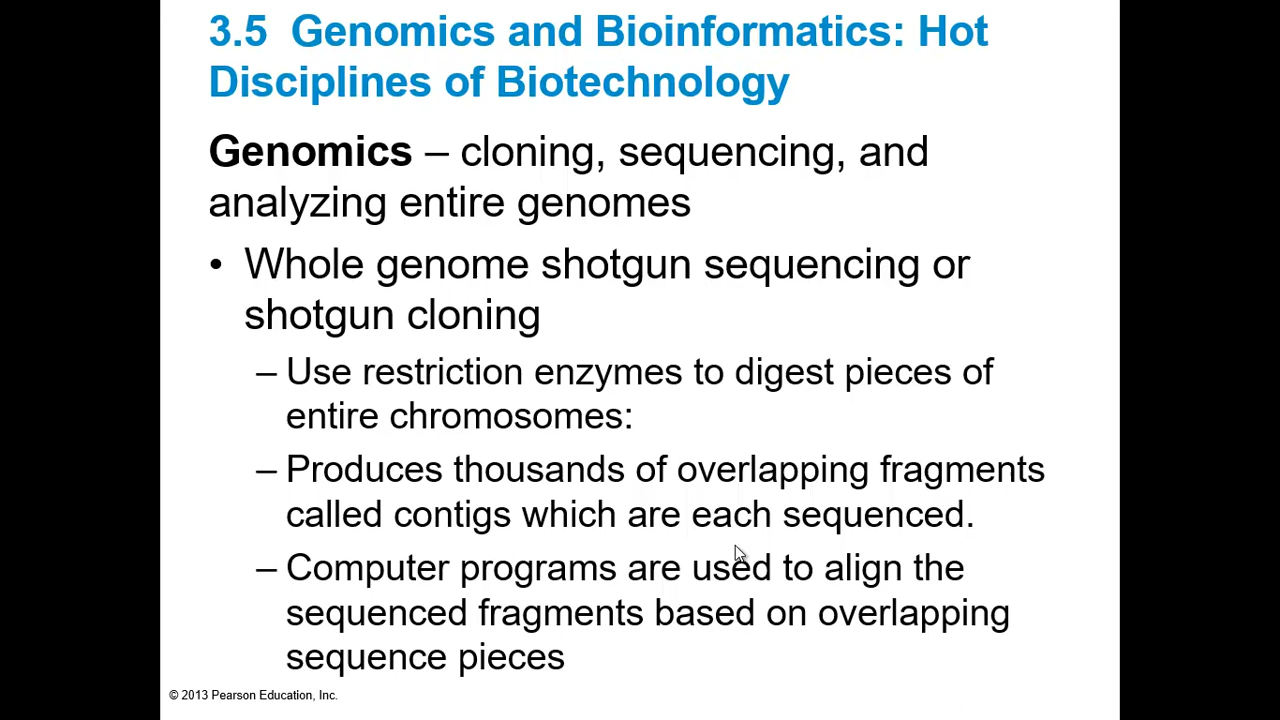 3.5 Genomics and Bioinformatics: Hot
Disciplines of Biotechnology
Genomics – cloning, sequencing, and
analyzing entire genomes
• Whole genome shotgun sequencing or
shotgun cloning
– Use restriction enzymes to digest pieces of
entire chromosomes:
– Produces thousands of overlapping fragments
called contigs which are each sequenced.
– Computer programs are used to align the
sequenced fragments based on overlapping
sequence pieces
© 2013 Pearson Education, Inc.